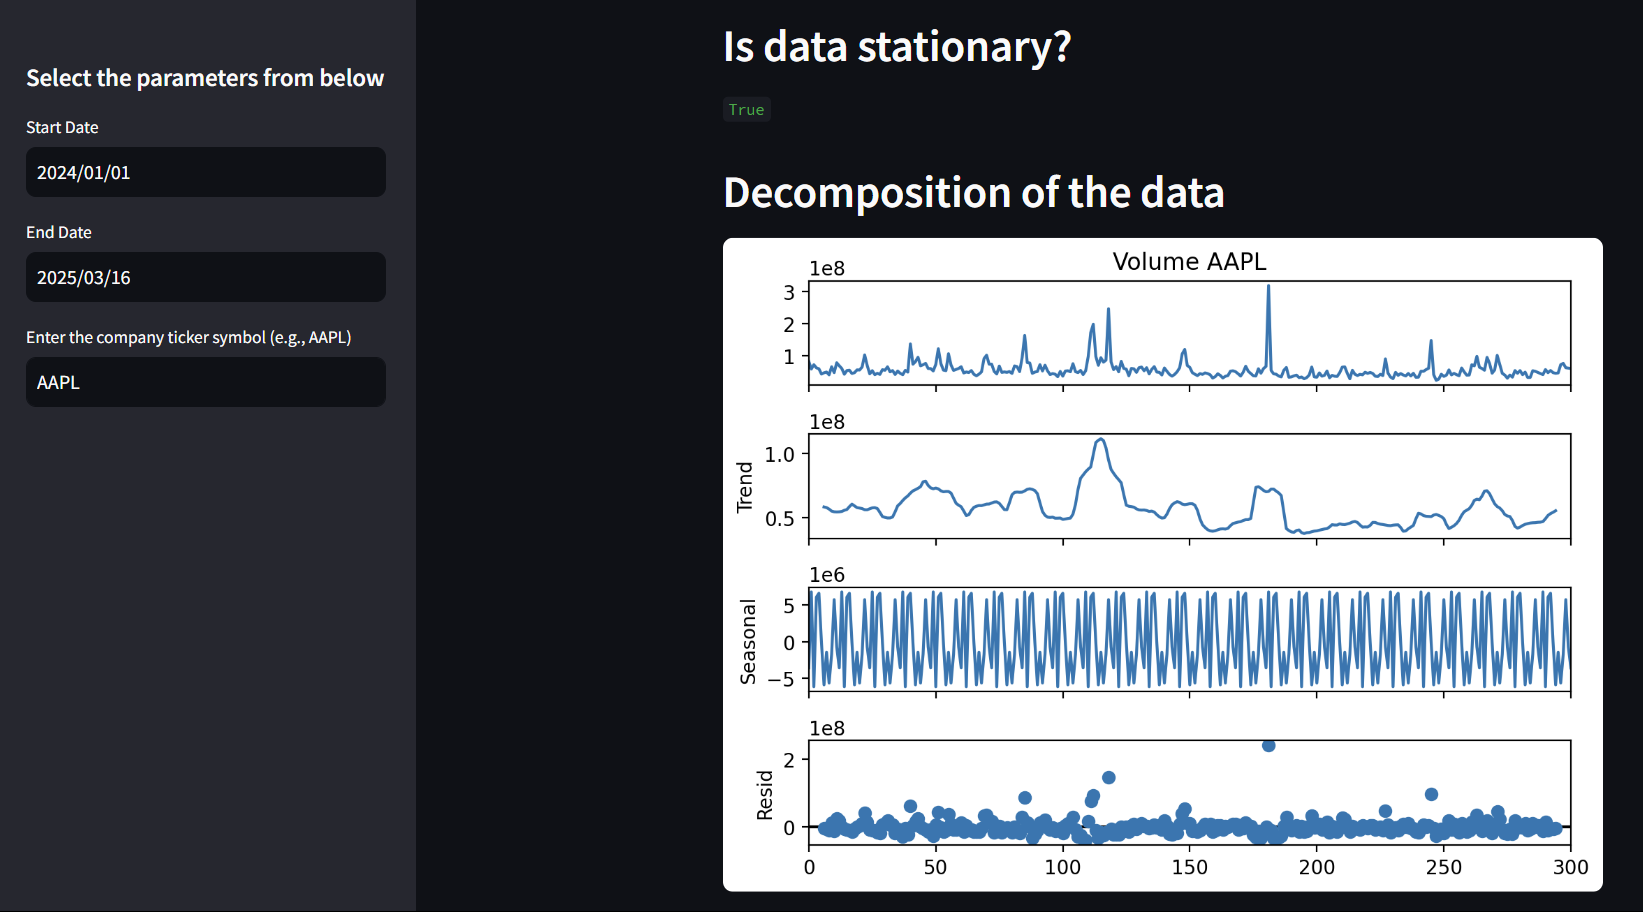 Select the parameters from below
Start Date
2024/01/01
End Date
2025/03/16
Enter the company ticker symbol (e.g., AAPL)
AAPL
Is data stationary?
True
Decomposition of the data
Volume AAPL
1e8
3
2
1
1e8
Trend
1.0
0.5
1e6
Seasonal
5
0
−5
1e8
Resid
2
0
0 50 100 150 200 250 300